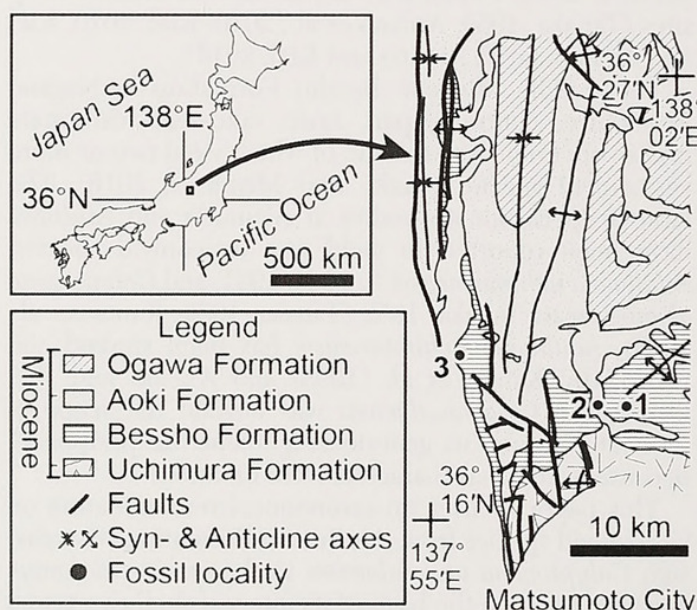 Japan Sea
138°E
36°N
Pacific Ocean
500 km
Legend
Miocene
Ogawa Formation
Aoki Formation
Bessho Formation
Uchimura Formation
Faults
Syn- & Anticline axes
Fossil locality
36°
27'N
138°
02'E
3
2
1
36°
16'N
137°
55'E
10 km
Matsumoto City